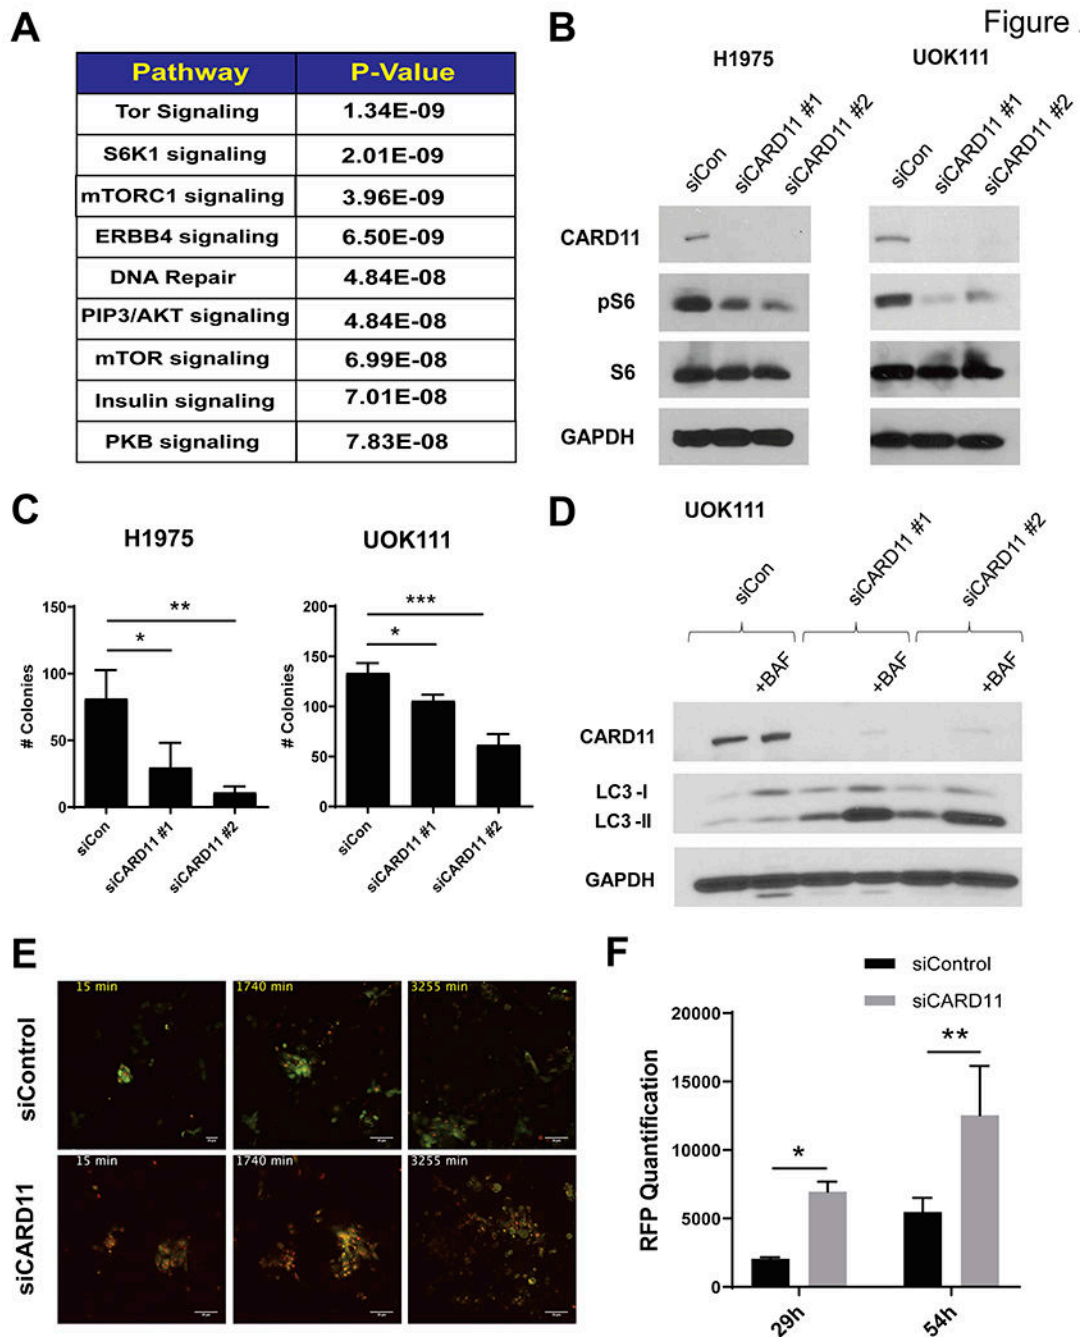 Figure
A
Pathway P-Value
Tor Signaling 1.34E-09
S6K1 signaling 2.01E-09
mTORC1 signaling 3.96E-09
ERBB4 signaling 6.50E-09
DNA Repair 4.84E-08
PIP3/AKT signaling 4.84E-08
mTOR signaling 6.99E-08
Insulin signaling 7.01E-08
PKB signaling 7.83E-08
B
H1975 UOK111
siCon siCARD11 #1 siCARD11 #2 siCon siCARD11 #1 siCARD11 #2
CARD11
pS6
S6
GAPDH
C
H1975
# Colonies
150
100
50
0
**
*
siCon siCARD11 #1 siCARD11 #2
UOK111
# Colonies
200
150
100
50
0
***
*
siCon siCARD11 #1 siCARD11 #2
D
UOK111
siCon siCARD11 #1 siCARD11 #2
+BAF +BAF +BAF
CARD11
LC3-I
LC3-II
GAPDH
E
siControl
15 min 1740 min 3255 min
siCARD11
15 min 1740 min 3255 min
F
siControl
siCARD11
RFP Quantification
20000
15000
10000
5000
0
*
**
29h 54h